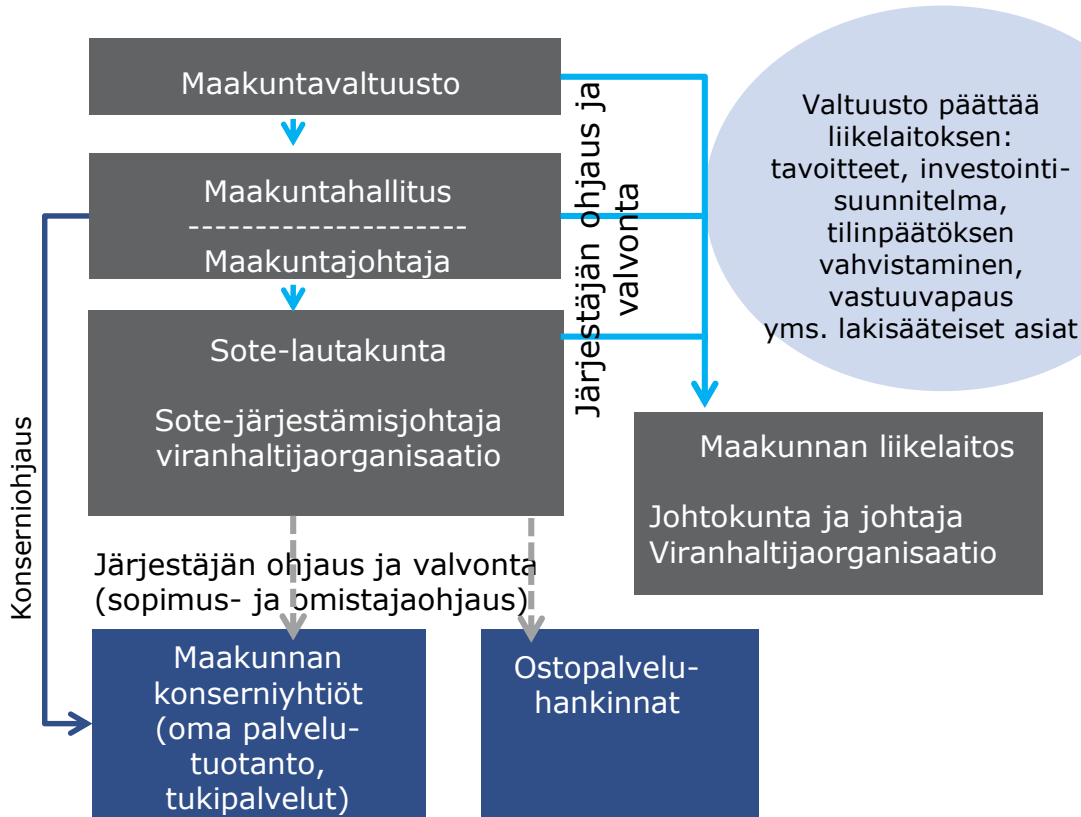 Maakuntavaltuusto
Maakuntahallitus
----------------------
Maakuntajohtaja
Sote-lautakunta
Sote-järjestämisjohtaja
viranhaltijaorganisaatio
Järjestäjän ohjaus ja
valvonta
Valtuusto päättää
liikelaitoksen:
tavoitteet, investointi-
suunnitelma,
tilinpäätöksen
vahvistaminen,
vastuuvapaus
yms. lakisääteiset asiat
Maakunnan liikelaitos
Johtokunta ja johtaja
Viranhaltijaorganisaatio
Konserniohjaus
Järjestäjän ohjaus ja valvonta
(sopimus- ja omistajaohjaus)
Maakunnan
konserniyhtiöt
(oma palvelu-
tuotanto,
tukipalvelut)
Ostopalvelu-
hankinnat